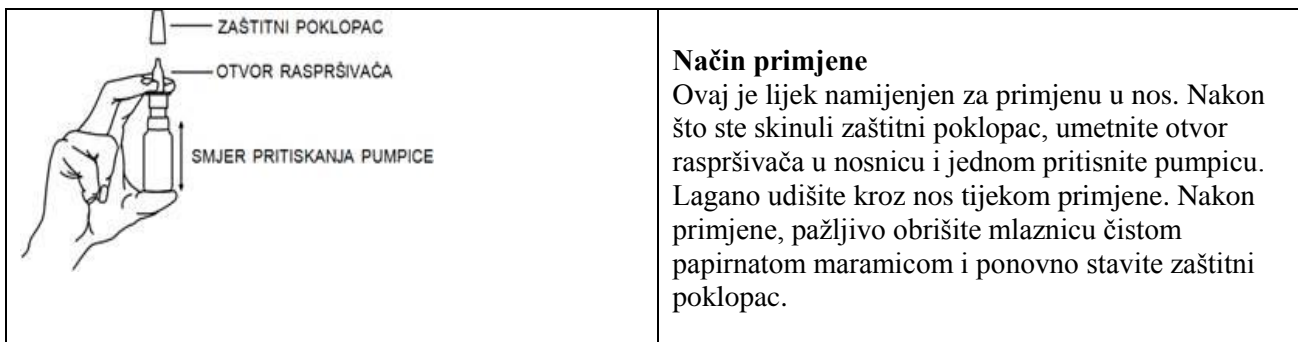 ZAŠTITNI POKLOPAC
OTVOR RASPRŠIVAČA
SMJER PRITISKANJA PUMPICE
Način primjene
Ovaj je lijek namijenjen za primjenu u nos. Nakon
što ste skinuli zaštitni poklopac, umetnite otvor
raspršivača u nosnicu i jednom pritisnite pumpicu.
Lagano udišite kroz nos tijekom primjene. Nakon
primjene, pažljivo obrišite mlaznicu čistom
papirnatom maramicom i ponovno stavite zaštitni
poklopac.